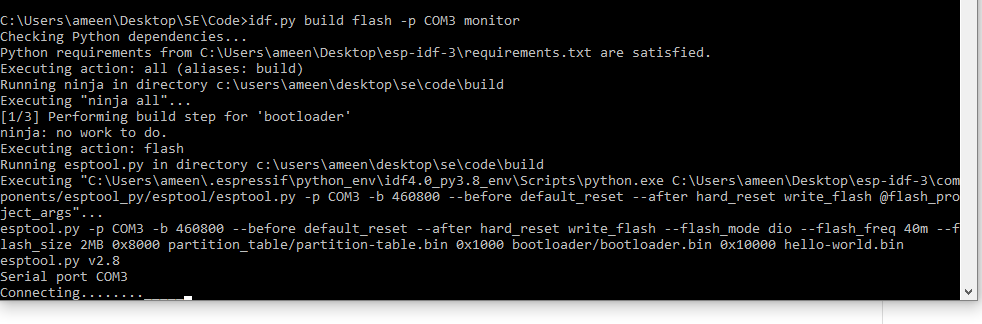 C:\Users\ameen\Desktop\SE\Code>idf.py build flash -p COM3 monitor
Checking Python dependencies...
Python requirements from C:\Users\ameen\Desktop\esp-idf-3\requirements.txt are satisfied.
Executing action: all (aliases: build)
Running ninja in directory c:\users\ameen\desktop\se\code\build
Executing "ninja all"...
[1/3] Performing build step for 'bootloader'
ninja: no work to do.
Executing action: flash
Running esptool.py in directory c:\users\ameen\desktop\se\code\build
Executing "C:\Users\ameen\.espressif\python_env\idf4.0_py3.8_env\Scripts\python.exe C:\Users\ameen\Desktop\esp-idf-3\com
ponents/esptool_py/esptool/esptool.py -p COM3 -b 460800 --before default_reset --after hard_reset write_flash @flash_pro
ject_args"...
esptool.py -p COM3 -b 460800 --before default_reset --after hard_reset write_flash --flash_mode dio --flash_freq 40m --f
lash_size 2MB 0x8000 partition_table/partition-table.bin 0x1000 bootloader/bootloader.bin 0x10000 hello-world.bin
esptool.py v2.8
Serial port COM3
Connecting........_____